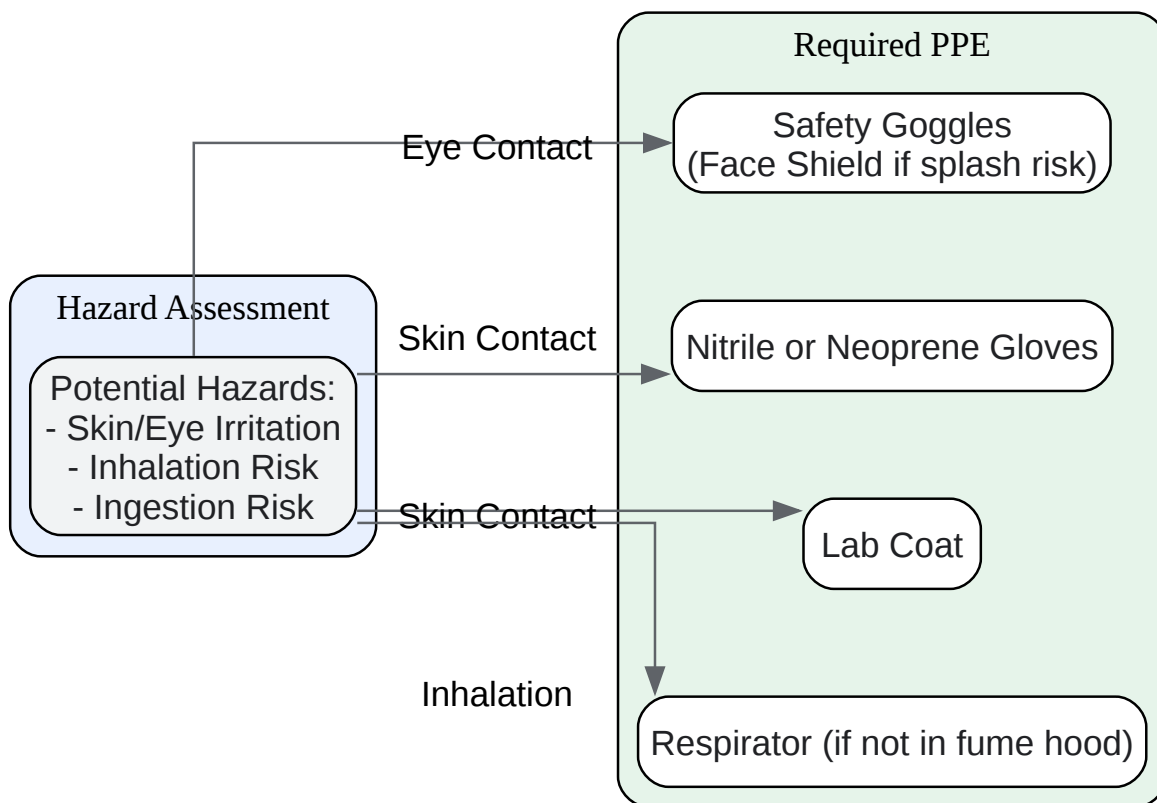 Required PPE
Safety Goggles
(Face Shield if splash risk)
Eye Contact
Hazard Assessment
Skin Contact
Nitrile or Neoprene Gloves
Potential Hazards:
- Skin/Eye Irritation
- Inhalation Risk
- Ingestion Risk
Skin Contact
Lab Coat
Inhalation
Respirator (if not in fume hood)